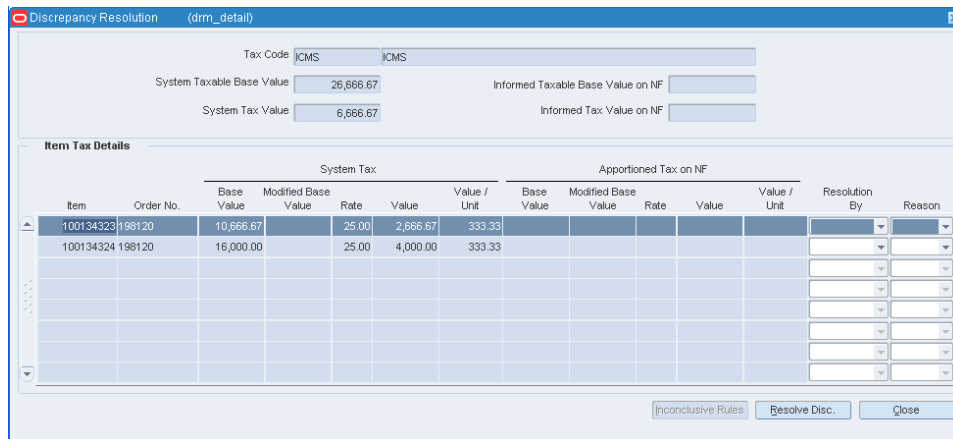 Discrepancy Resolution (drm_detail)
Tax Code ICMS ICMS
System Taxable Base Value 26,666.67 Informed Taxable Base Value on NF
System Tax Value 6,666.67 Informed Tax Value on NF
Item Tax Details
System Tax Apportioned Tax on NF
Base Modified Base Value / Base Modified Base Value / Resolution
Item Order No. Value Value Rate Value Unit Value Value Rate Value Unit By Reason
100134323 198120 10,666.67 25.00 2,666.67 333.33
100134324 198120 16,000.00 25.00 4,000.00 333.33
Inconclusive Rules Resolve Disc. Close